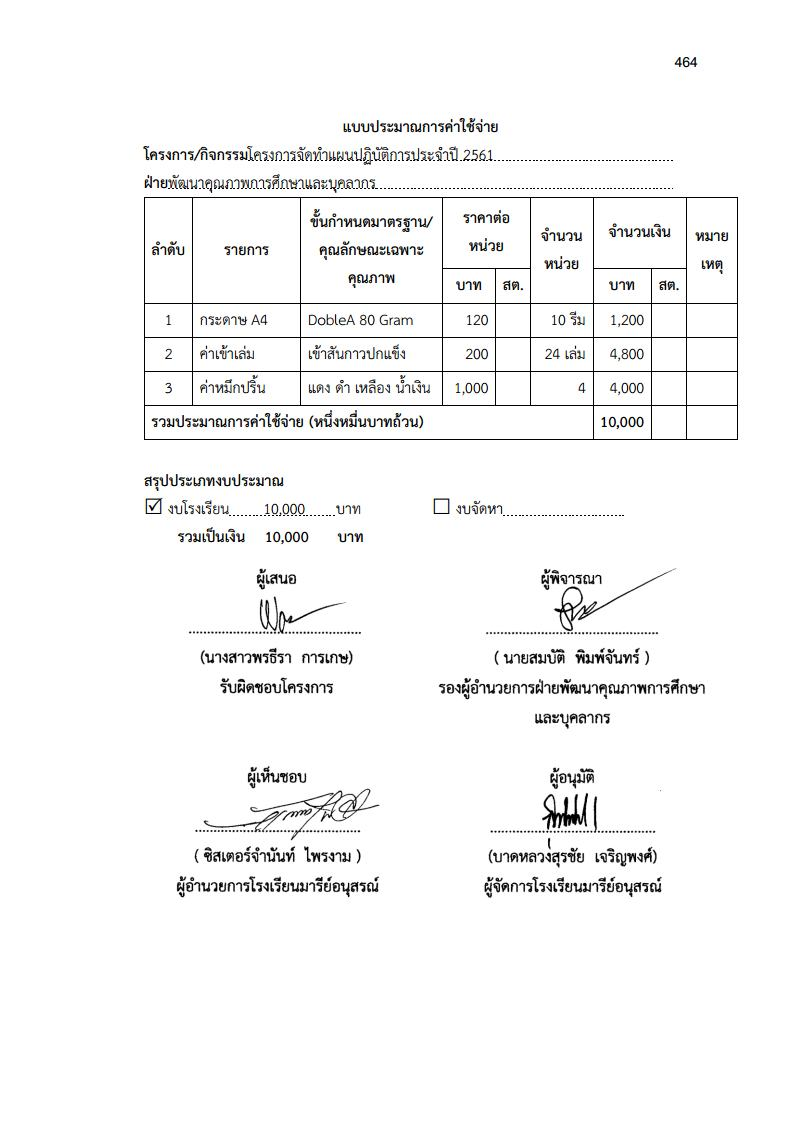 464
แบบประมาณการค่าใช้จ่าย
โครงการ/กิจกรรมโครงการจัดทำแผนปฏิบัติการประจำปี 2561
ฝ่ายพัฒนาคุณภาพการศึกษาและบุคลากร
ลำดับ รายการ ขั้นกำหนดมาตรฐาน/คุณลักษณะเฉพาะคุณภาพ ราคาต่อหน่วย จำนวนหน่วย จำนวนเงิน หมายเหตุ
บาท สต. บาท สต.
1 กระดาษ A4 DobleA 80 Gram 120 10 รีม 1,200
2 ค่าเข้าเล่ม เข้าสันกาวปกแข็ง 200 24 เล่ม 4,800
3 ค่าหมึกปริ้น แดง ดำ เหลือง น้ำเงิน 1,000 4 4,000
รวมประมาณการค่าใช้จ่าย (หนึ่งหมื่นบาทถ้วน) 10,000
สรุปประเภทงบประมาณ
☑ งบโรงเรียน 10,000 บาท ☐ งบจัดหา
รวมเป็นเงิน 10,000 บาท
ผู้เสนอ ผู้พิจารณา
(นางสาวพรธีรา การเกษ) ( นายสมบัติ พิมพ์จันทร์ )
รับผิดชอบโครงการ รองผู้อำนวยการฝ่ายพัฒนาคุณภาพการศึกษา
และบุคลากร
ผู้เห็นชอบ ผู้อนุมัติ
( ซิสเตอร์จำนันท์ ไพรงาม ) (บาดหลวงสุรชัย เจริญพงศ์)
ผู้อำนวยการโรงเรียนมารีย์อนุสรณ์ ผู้จัดการโรงเรียนมารีย์อนุสรณ์